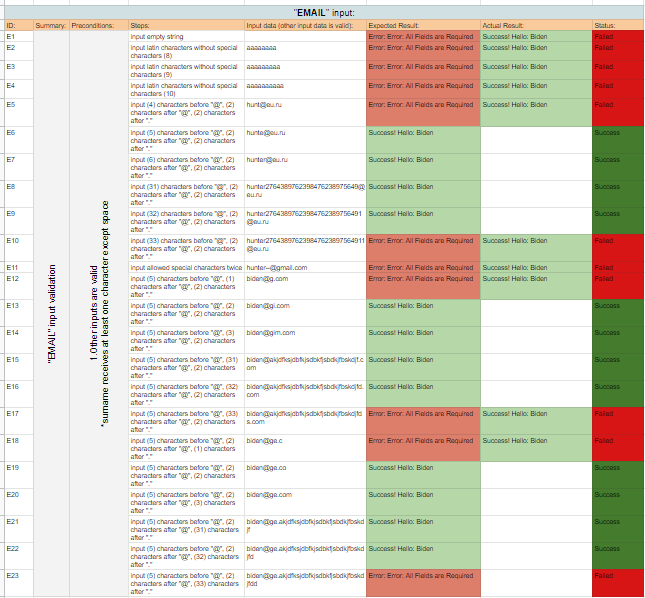 "EMAIL" input:
ID: Summary: Preconditions: Steps: Input data (other input data is valid): Expected Result: Actual Result: Status:
"EMAIL" input validation
1.Other inputs are valid
*surname receives at least one character except space
E1 input empty string Error: Error: All Fields are Required Success! Hello: Biden Failed
E2 input latin characters without special aaaaaaaa Error: Error: All Fields are Required Success! Hello: Biden Failed
characters (8)
E3 input latin characters without special aaaaaaaaa Error: Error: All Fields are Required Success! Hello: Biden Failed
characters (9)
E4 input latin characters without special aaaaaaaaaa Error: Error: All Fields are Required Success! Hello: Biden Failed
characters (10)
E5 input (4) characters before "@", (2) hunt@eu.ru Error: Error: All Fields are Required Success! Hello: Biden Failed
characters after "@", (2) characters
after "."
E6 input (5) characters before "@", (2) hunte@eu.ru Success! Hello: Biden Success
characters after "@", (2) characters
after "."
E7 input (6) characters before "@", (2) hunter@eu.ru Success! Hello: Biden Success
characters after "@", (2) characters
after "."
E8 input (31) characters before "@", (2) hunter2764389762398476238975649@ Success! Hello: Biden Success
characters after "@", (2) characters eu.ru
after "."
E9 input (32) characters before "@", (2) hunter27643897623984762389756491 Success! Hello: Biden Success
characters after "@", (2) characters @eu.ru
after "."
E10 input (33) characters before "@", (2) hunter276438976239847623897564911 Error: Error: All Fields are Required Success! Hello: Biden Failed
characters after "@", (2) characters @eu.ru
after "."
E11 input allowed special characters twice hunter--@gmail.com Error: Error: All Fields are Required Success! Hello: Biden Failed
E12 input (5) characters before "@", (1) biden@g.com Error: Error: All Fields are Required Success! Hello: Biden Failed
characters after "@", (2) characters
after "."
E13 input (5) characters before "@", (2) biden@gi.com Success! Hello: Biden Success
characters after "@", (2) characters
after "."
E14 input (5) characters before "@", (3) biden@gim.com Success! Hello: Biden Success
characters after "@", (2) characters
after "."
E15 input (5) characters before "@", (31) Success! Hello: Biden Success
characters after "@", (2) characters om
after "."
E16 input (5) characters before "@", (32) Success! Hello: Biden Success
characters after "@", (2) characters com
after "."
E17 input (5) characters before "@", (33) Error: Error: All Fields are Required Success! Hello: Biden Failed
characters after "@", (2) characters s.com
after "."
E18 input (5) characters before "@", (2) biden@ge.c Error: Error: All Fields are Required Success! Hello: Biden Failed
characters after "@", (1) characters
after "."
E19 input (5) characters before "@", (2) biden@ge.co Success! Hello: Biden Success
characters after "@", (2) characters
after "."
E20 input (5) characters before "@", (2) biden@ge.com Success! Hello: Biden Success
characters after "@", (3) characters
after "."
E21 input (5) characters before "@", (2) Success! Hello: Biden Success
characters after "@", (31) characters jf
after "."
E22 input (5) characters before "@", (2) Success! Hello: Biden Success
characters after "@", (32) characters jfd
after "."
E23 input (5) characters before "@", (2) Error: Error: All Fields are Required Failed
characters after "@", (33) characters jfdd
after "."